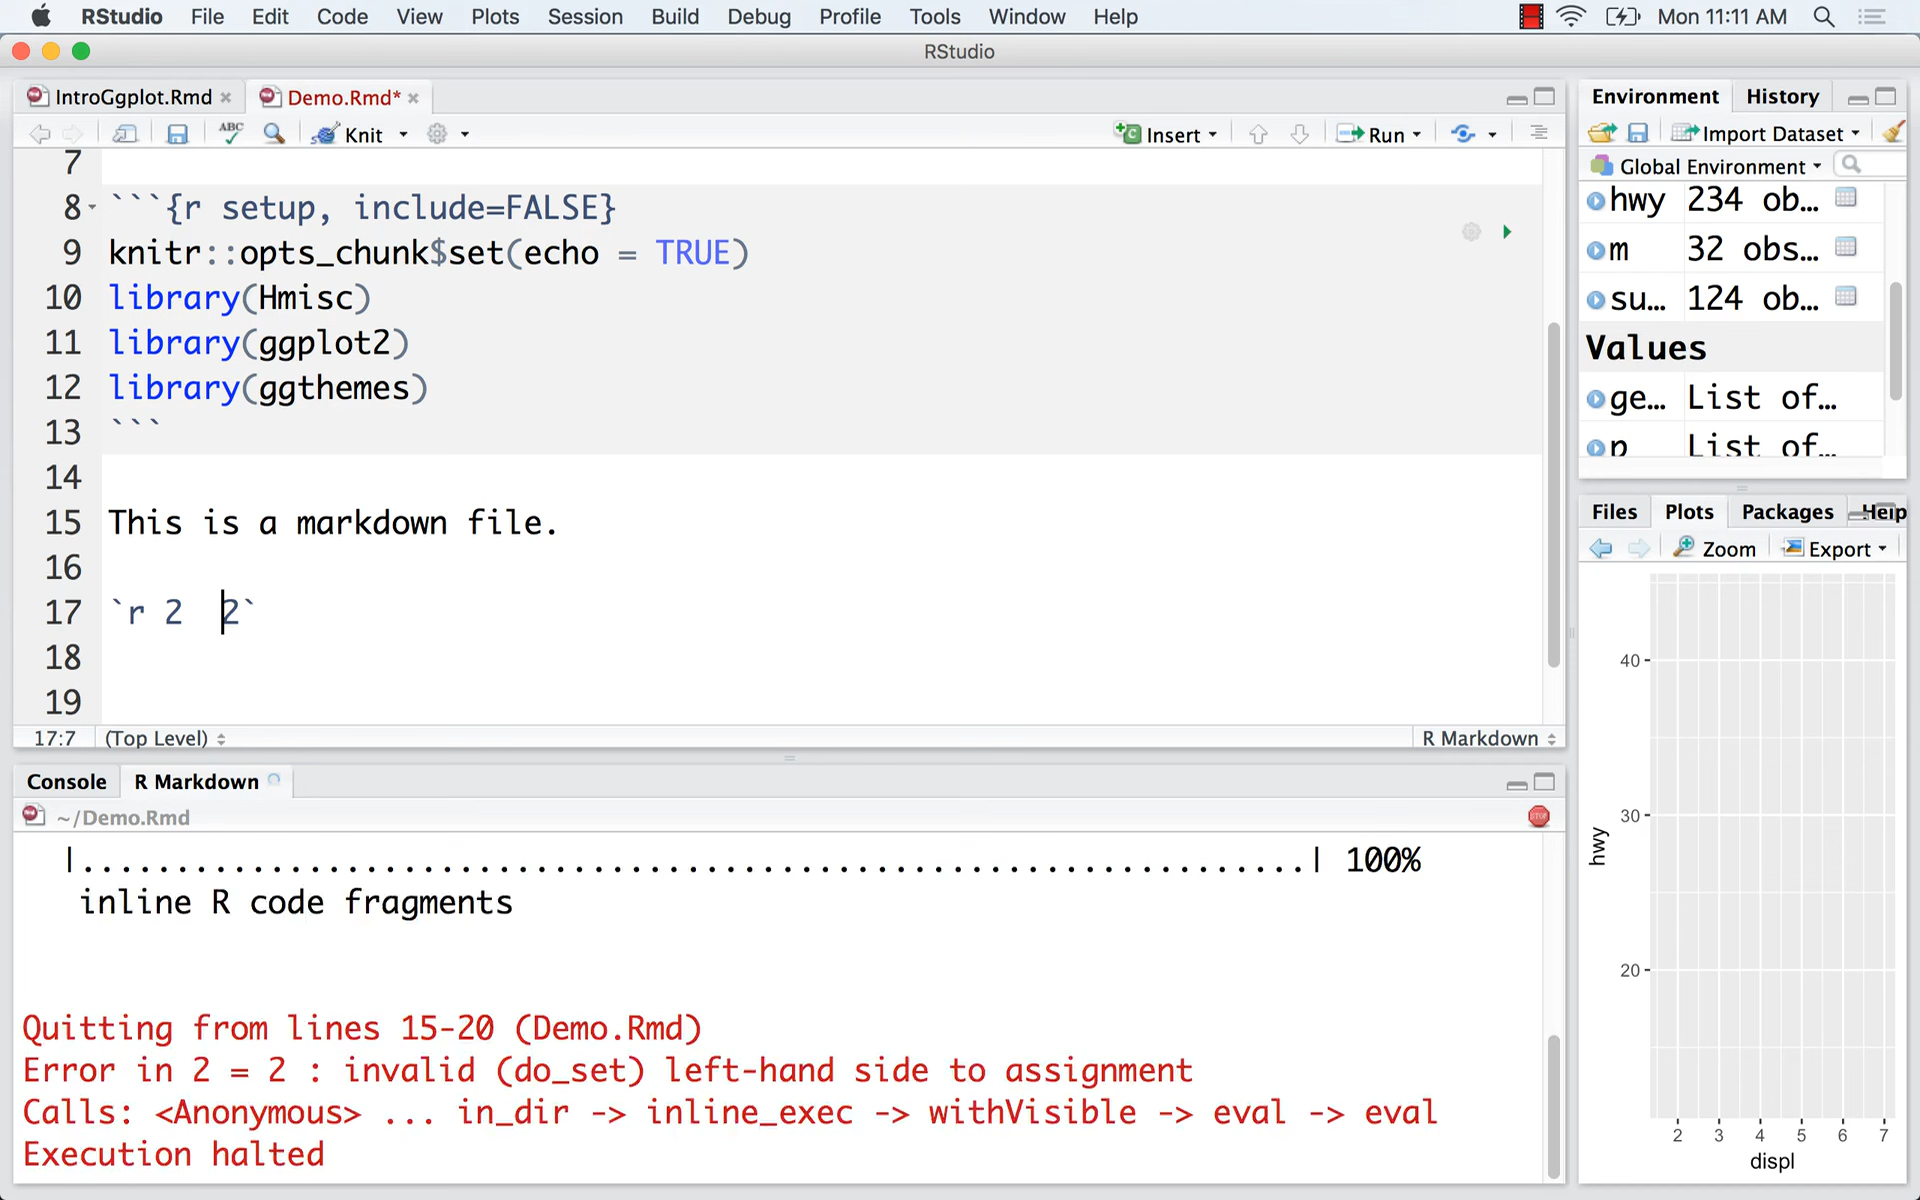 RStudio File Edit Code View Plots Session Build Debug Profile Tools Window Help Mon 11:11 AM
RStudio
IntroGgplot.Rmd Demo.Rmd*
ABC Knit Insert Run
7
8 ```{r setup, include=FALSE}
9 knitr::opts_chunk$set(echo = TRUE)
10 library(Hmisc)
11 library(ggplot2)
12 library(ggthemes)
13 ```
14
15 This is a markdown file.
16
17 `r 2  2`
18
19
17:7 (Top Level) R Markdown
Console R Markdown
~/Demo.Rmd
|.................................................................| 100%
inline R code fragments
Quitting from lines 15-20 (Demo.Rmd)
Error in 2 = 2 : invalid (do_set) left-hand side to assignment
Calls: <Anonymous> ... in_dir -> inline_exec -> withVisible -> eval -> eval
Execution halted
Environment History
Import Dataset
Global Environment
hwy 234 ob...
m 32 obs...
su... 124 ob...
Values
ge... List of...
p List of...
Files Plots Packages Help
Zoom Export
40
30
20
hwy
2 3 4 5 6 7
displ